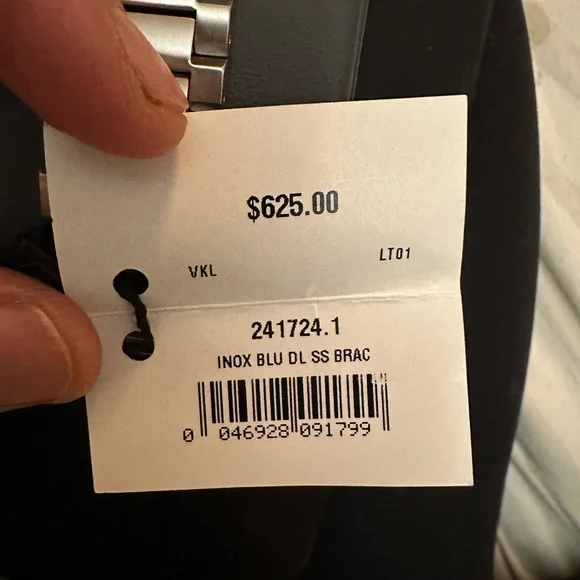 $625.00
VKL LT01
241724.1
INOX BLU DL SS BRAC
0 046928 091799